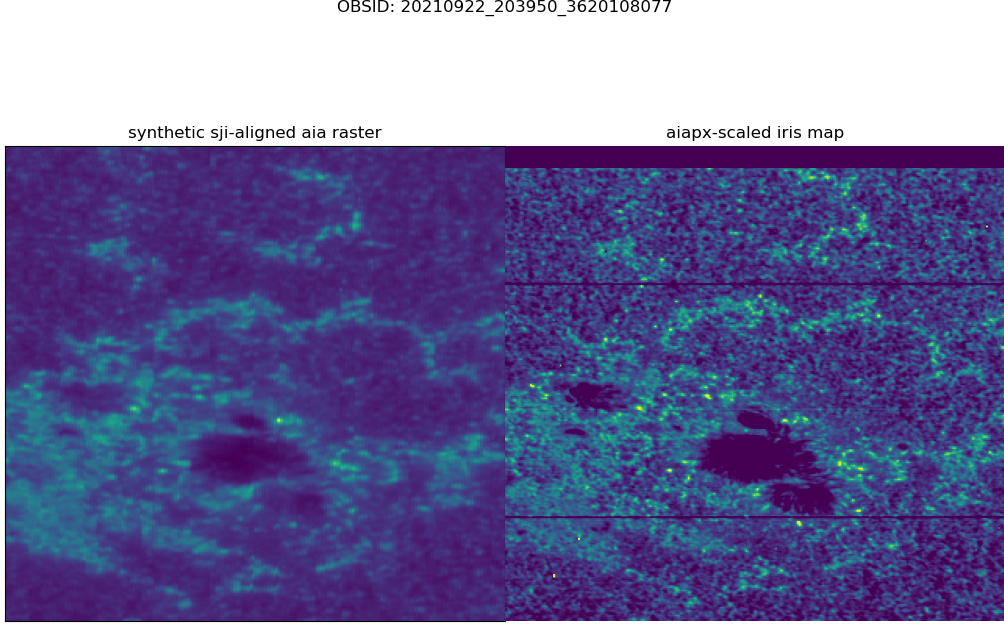 OBSID: 20210922_203950_3620108077
synthetic sji-aligned aia raster
aiapx-scaled iris map